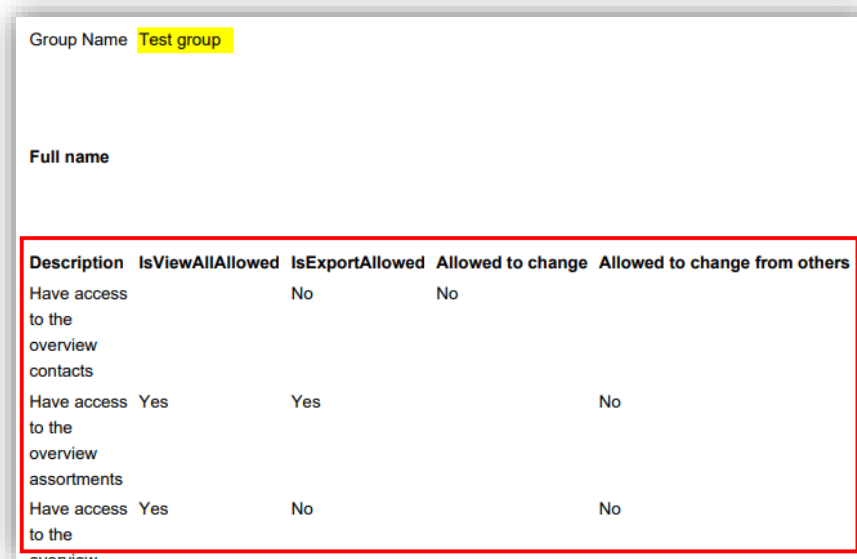 Group Name Test group
Full name
Description IsViewAllAllowed IsExportAllowed Allowed to change Allowed to change from others
Have access No No
to the
overview
contacts
Have access Yes Yes No
to the
overview
assortments
Have access Yes No No
to the
overview